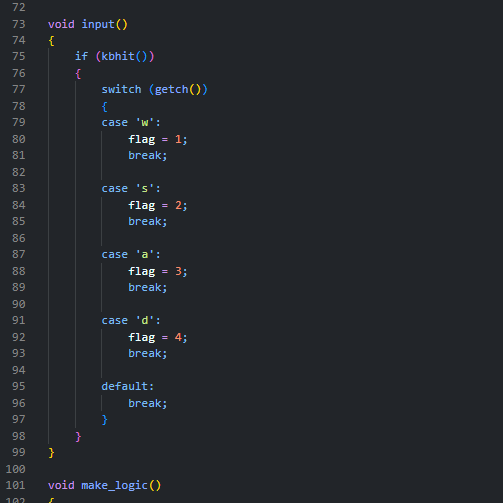 72
73 void input()
74 {
75 if (kbhit())
76 {
77 switch (getch())
78 {
79 case 'w':
80 flag = 1;
81 break;
82
83 case 's':
84 flag = 2;
85 break;
86
87 case 'a':
88 flag = 3;
89 break;
90
91 case 'd':
92 flag = 4;
93 break;
94
95 default:
96 break;
97 }
98 }
99 }
100
101 void make_logic()
102 {